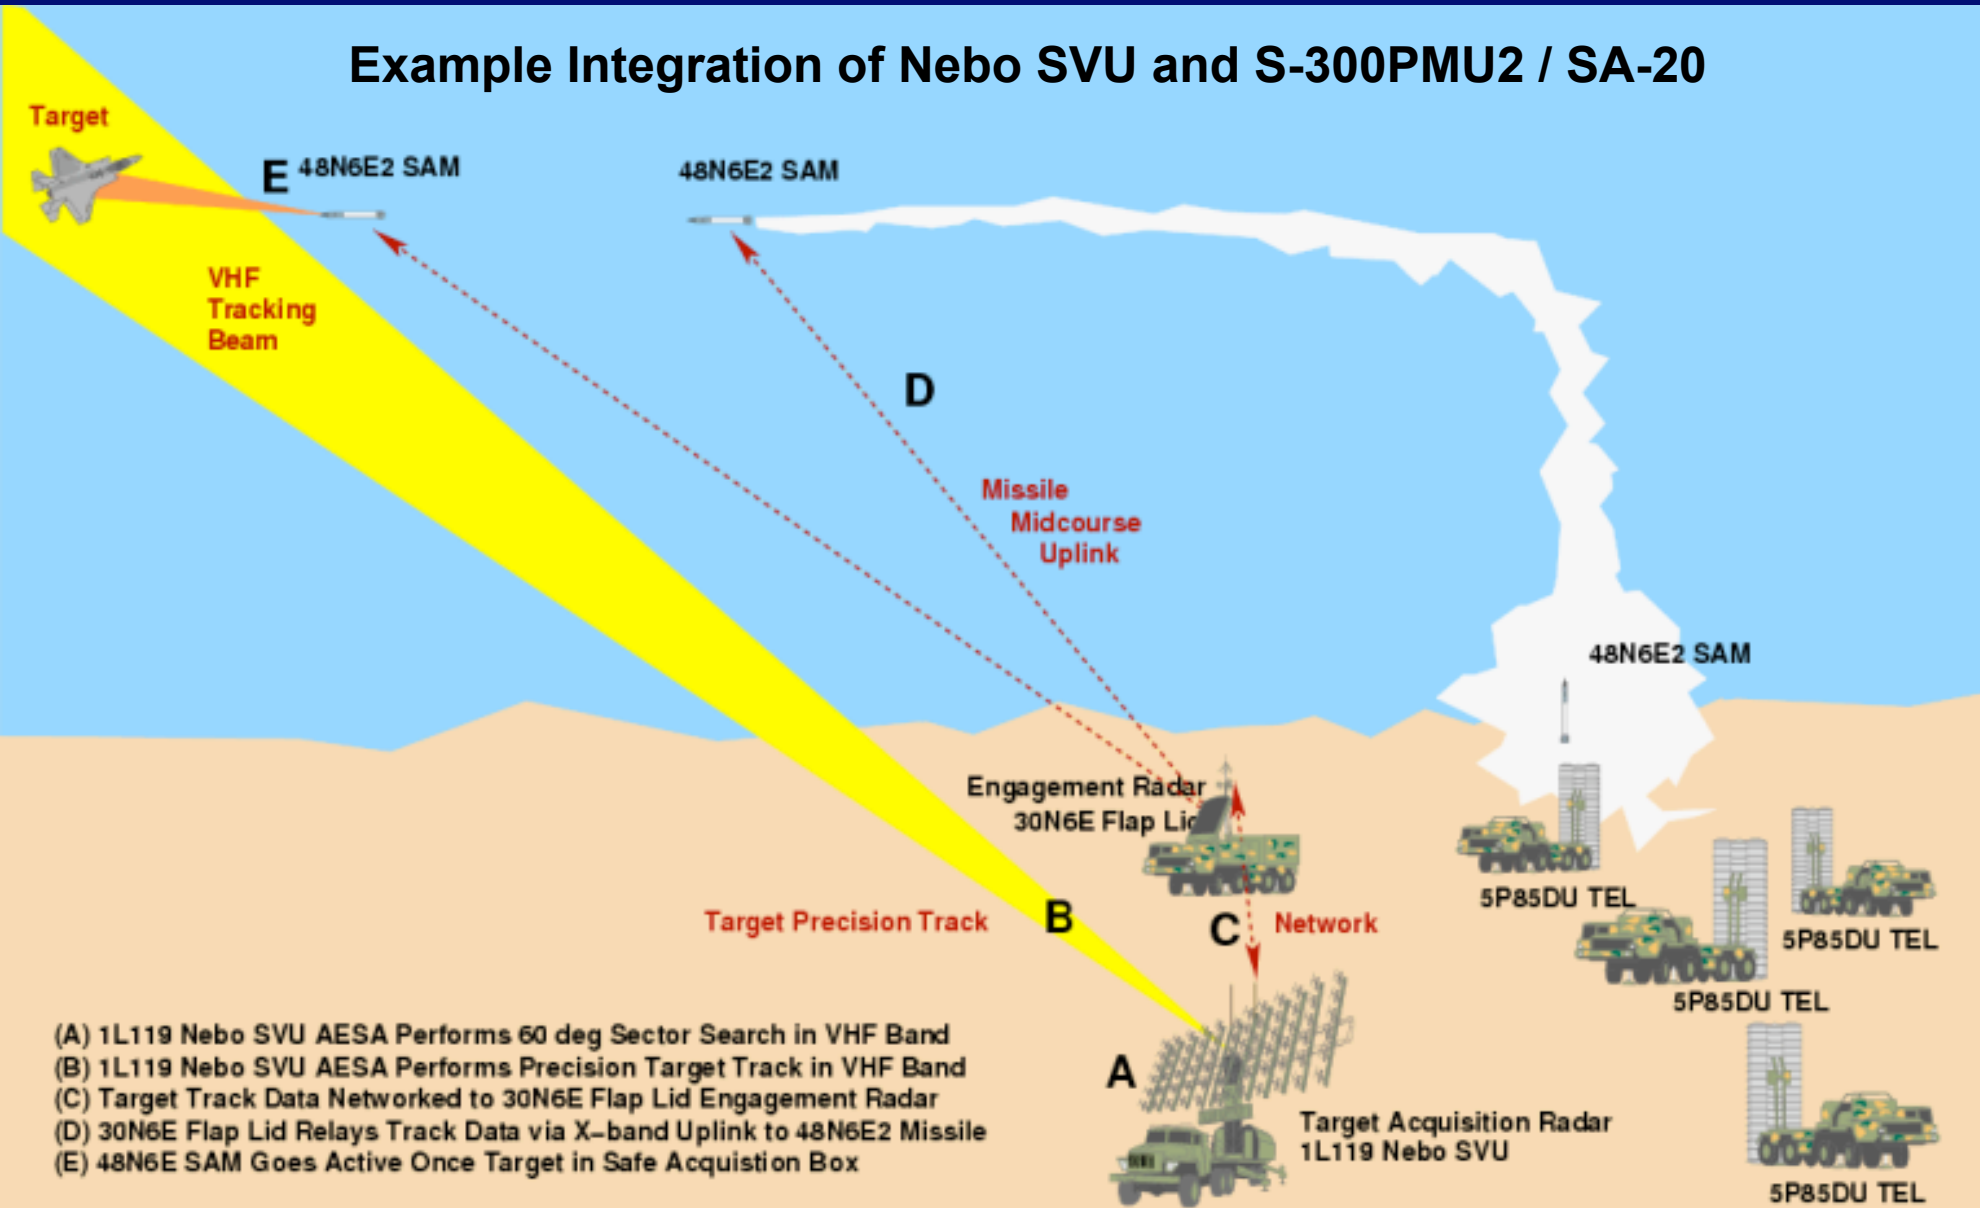 Example Integration of Nebo SVU and S-300PMU2 / SA-20
Target
E
48N6E2 SAM
48N6E2 SAM
VHF
Tracking
Beam
D
Missile
Midcourse
Uplink
48N6E2 SAM
Engagement Radar
30N6E Flap Lid
5P85DU TEL
Target Precision Track
B
C
Network
5P85DU TEL
5P85DU TEL
(A) 1L119 Nebo SVU AESA Performs 60 deg Sector Search in VHF Band
(B) 1L119 Nebo SVU AESA Performs Precision Target Track in VHF Band
(C) Target Track Data Networked to 30N6E Flap Lid Engagement Radar
(D) 30N6E Flap Lid Relays Track Data via X-band Uplink to 48N6E2 Missile
(E) 48N6E SAM Goes Active Once Target in Safe Acquistion Box
A
Target Acquisition Radar
1L119 Nebo SVU
5P85DU TEL